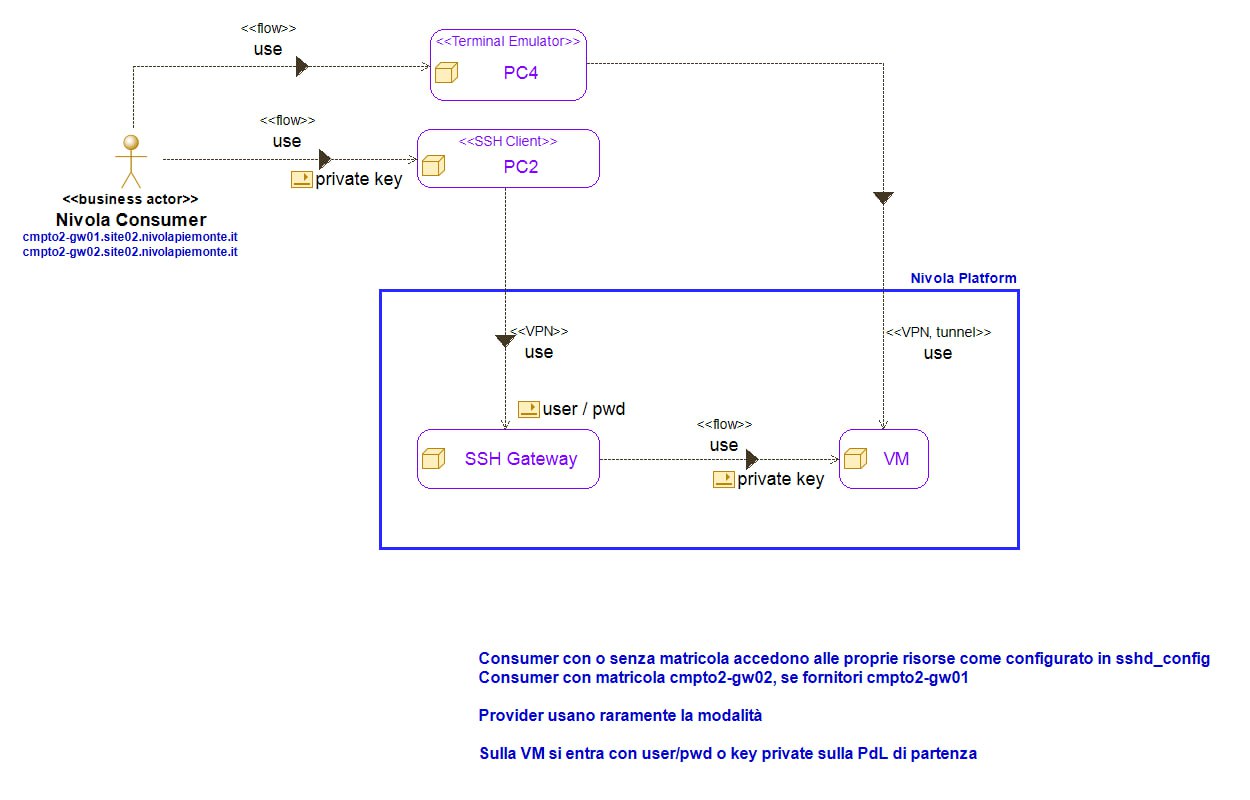 <<flow>>
use
<<Terminal Emulator>>
PC4
<<flow>>
use
private key
<<SSH Client>>
PC2
<<business actor>>
Nivola Consumer
cmpto2-gw01.site02.nivolapiemonte.it
cmpto2-gw02.site02.nivolapiemonte.it
Nivola Platform
<<VPN>>
use
<<VPN, tunnel>>
use
user / pwd
<<flow>>
use
private key
SSH Gateway
VM
Consumer con o senza matricola accedono alle proprie risorse come configurato in sshd_config
Consumer con matricola cmpto2-gw02, se fornitori cmpto2-gw01
Provider usano raramente la modalità
Sulla VM si entra con user/pwd o key private sulla PdL di partenza